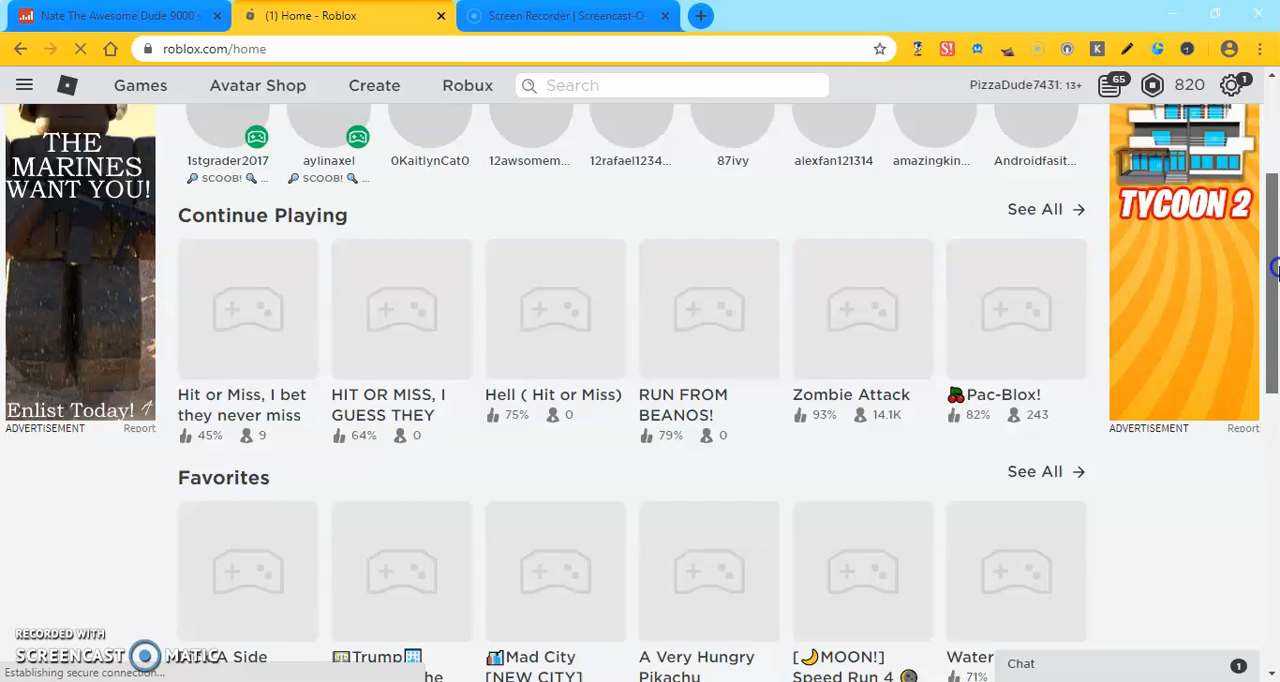 Nate The Awesome Dude 9000's
(1) Home - Roblox
Screen Recorder | Screencast-O
roblox.com/home
Games
Avatar Shop
Create
Robux
Search
PizzaDude7431: 13+
65
820
1
1stgrader2017
aylinaxel
0KaitlynCat0
12awsomem...
12rafael1234...
87ivy
alexfan121314
amazingkin...
Androidfasit...
🔎 SCOOB! 🔍 ...
🔎 SCOOB! 🔍 ...
THE
MARINES
WANT YOU!
Enlist Today!
ADVERTISEMENT
Report
Continue Playing
See All →
Hit or Miss, I bet
they never miss
45% 9
HIT OR MISS, I
GUESS THEY
64% 0
Hell ( Hit or Miss)
75% 0
RUN FROM
BEANOS!
79% 0
Zombie Attack
93% 14.1K
🍒Pac-Blox!
82% 243
TYCOON 2
ADVERTISEMENT
Report
Favorites
See All →
A Side
Trump
he
Mad City
[NEW CITY]
A Very Hungry
Pikachu
[🌙MOON!]
Speed Run 4
Water
71%
RECORDED WITH
SCREENCAST MATIC
Establishing secure connection...
Chat
1